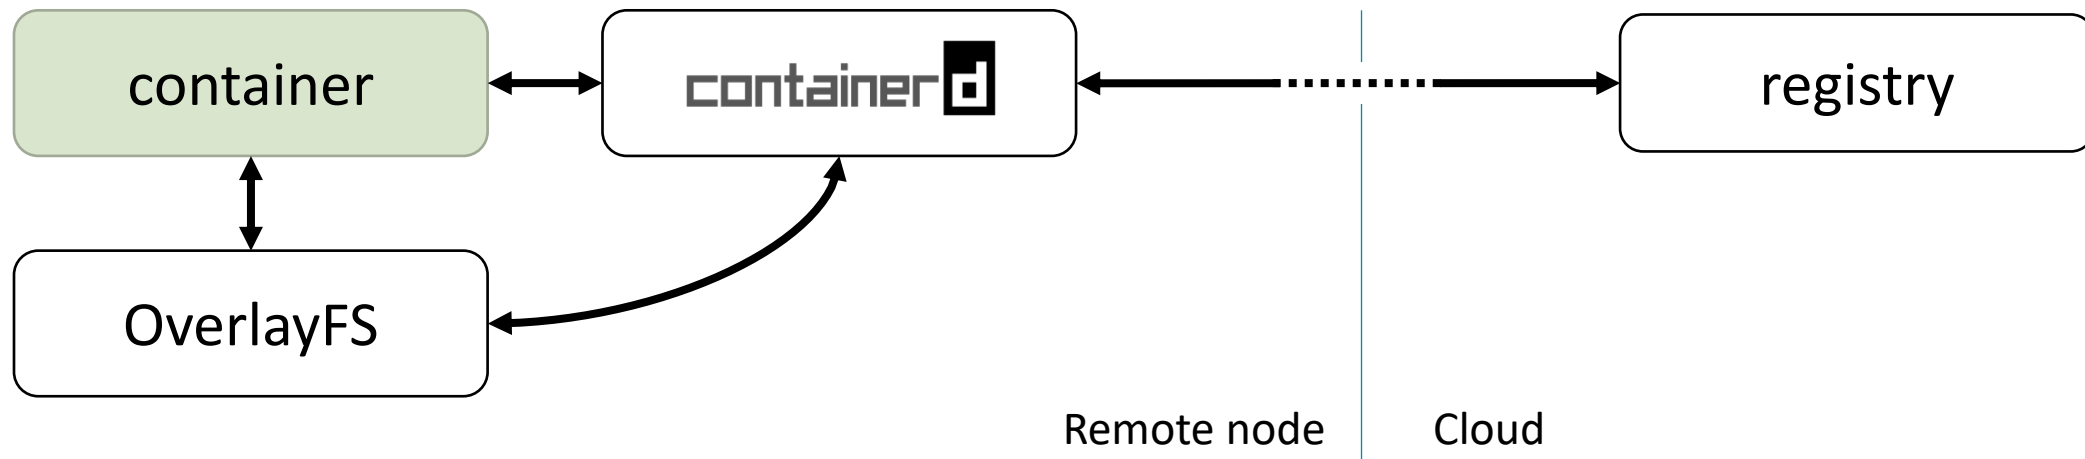 container
containerd
registry
OverlayFS
Remote node
Cloud